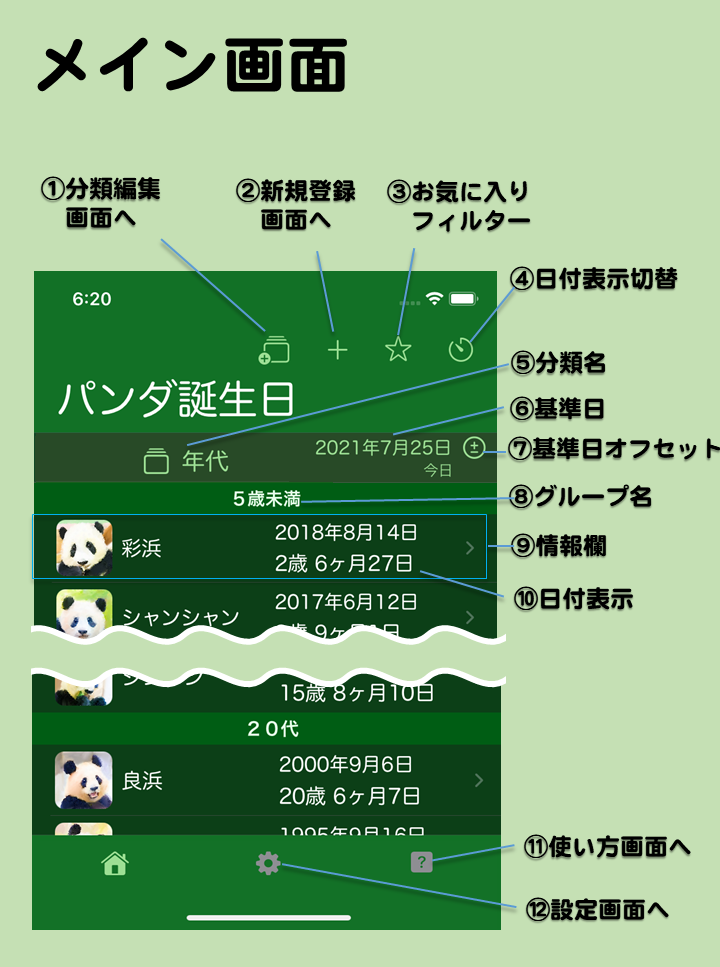 メイン画面
①分類編集
画面へ
②新規登録
画面へ
③お気に入り
フィルター
④日付表示切替
6:20
⑤分類名
パンダ誕生日
⑥基準日
年代
2021年7月25日
今日
⑦基準日オフセット
5歳未満
⑧グループ名
彩浜
2018年8月14日
2歳 6ヶ月27日
⑨情報欄
⑩日付表示
シャンシャン
2017年6月12日
15歳 8ヶ月10日
２０代
良浜
2000年9月6日
20歳 6ヶ月7日
1995年9月16日
⑪使い方画面へ
?
⑫設定画面へ